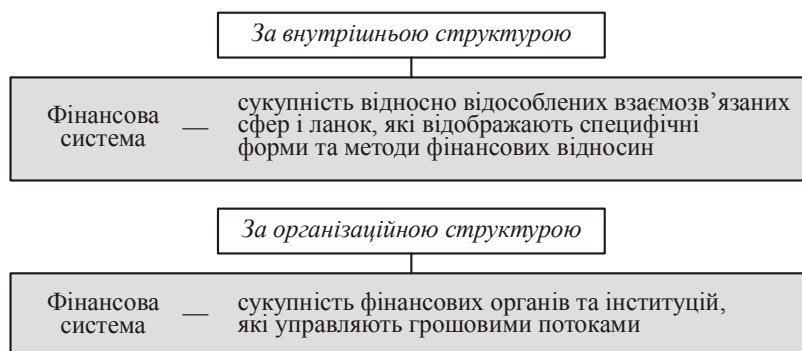 За внутрішньою структурою
Фінансова система — сукупність відносно відособлених взаємозв’язаних
сфер і ланок, які відображають специфічні
форми та методи фінансових відносин
За організаційною структурою
Фінансова система — сукупність фінансових органів та інституцій,
які управляють грошовими потоками